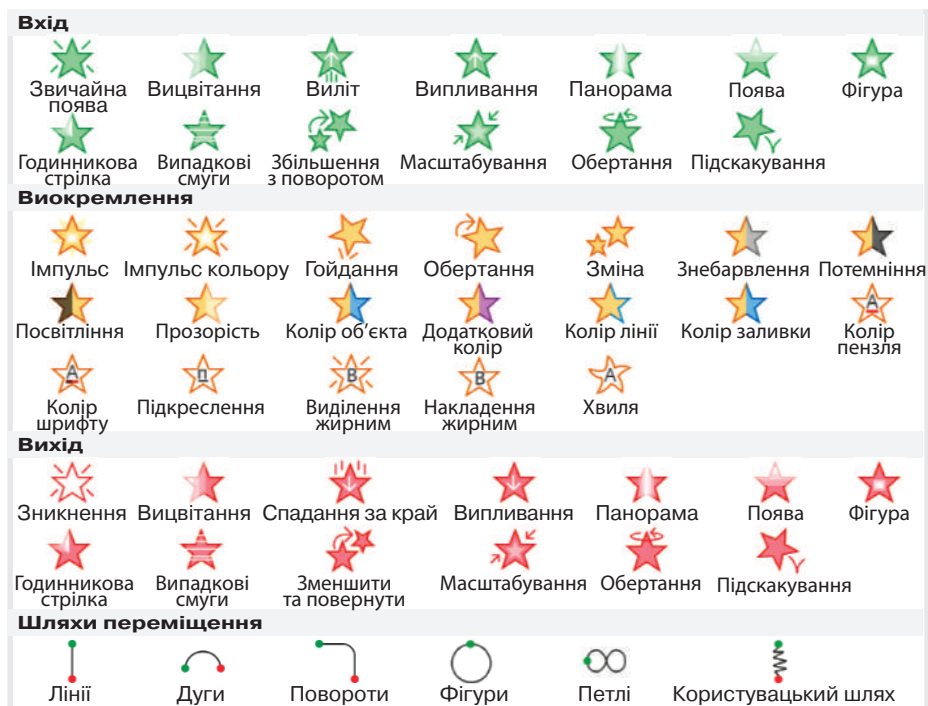 Вхід
Звичайна поява Вицвітання Виліт Випливання Панорама Поява Фігура
Годинникова стрілка Випадкові смуги Збільшення з поворотом Масштабування Обертання Підскакування
Виокремлення
Імпульс Імпульс кольору Гойдання Обертання Зміна Знебарвлення Потемніння
Посвітління Прозорість Колір об’єкта Додатковий колір Колір лінії Колір заливки А Колір пензля
А Колір шрифту п Підкреслення В Виділення жирним В Накладення жирним А Хвиля
Вихід
Зникнення Вицвітання Спадання за край Випливання Панорама Поява Фігура
Годинникова стрілка Випадкові смуги Зменшити та повернути Масштабування Обертання Підскакування
Шляхи переміщення
Лінії Дуги Повороти Фігури Петлі Користувацький шлях